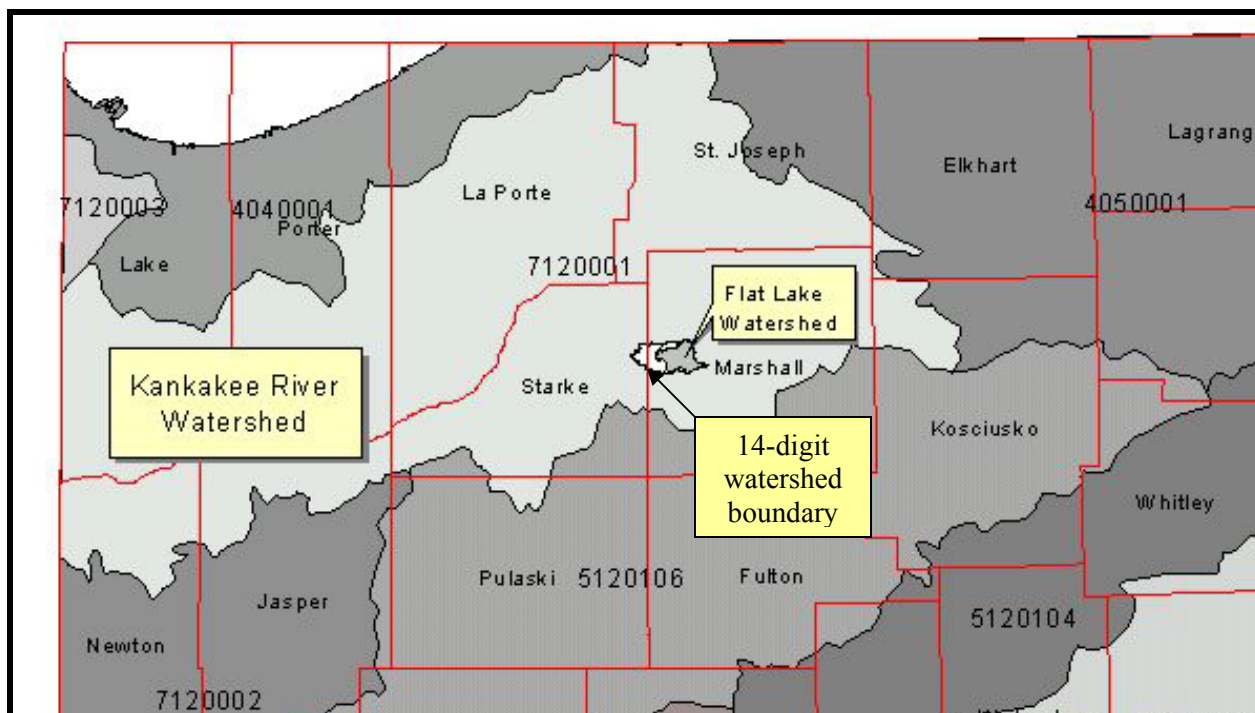 Lagrang
St. Joseph
Elkhart
La Porte
7120003
4040001
4050001
Porter
Lake
7120001
Flat Lake
Watershed
Marshall
Kankakee River
Watershed
Starke
Kosciusko
14-digit
watershed
boundary
Whitley
Pulaski
5120106
Fulton
Jasper
5120104
Newton
7120002